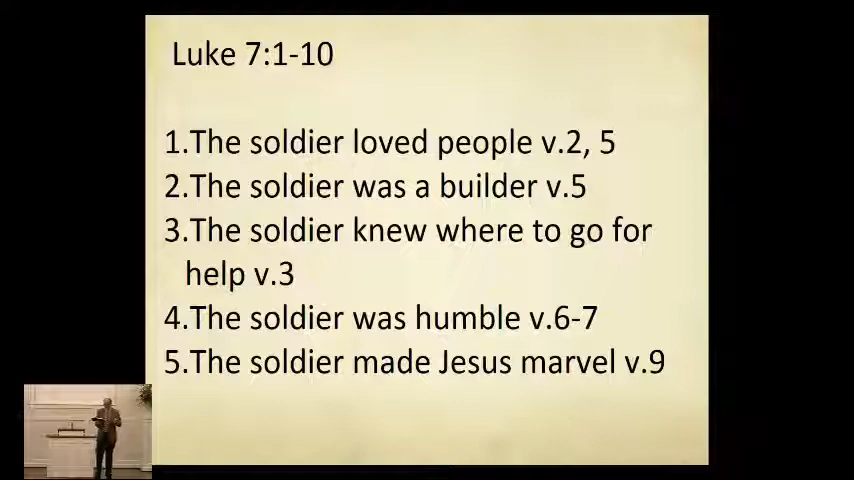 Luke 7:1-10
1.The soldier loved people v.2, 5
2.The soldier was a builder v.5
3.The soldier knew where to go for
help v.3
4.The soldier was humble v.6-7
5.The soldier made Jesus marvel v.9